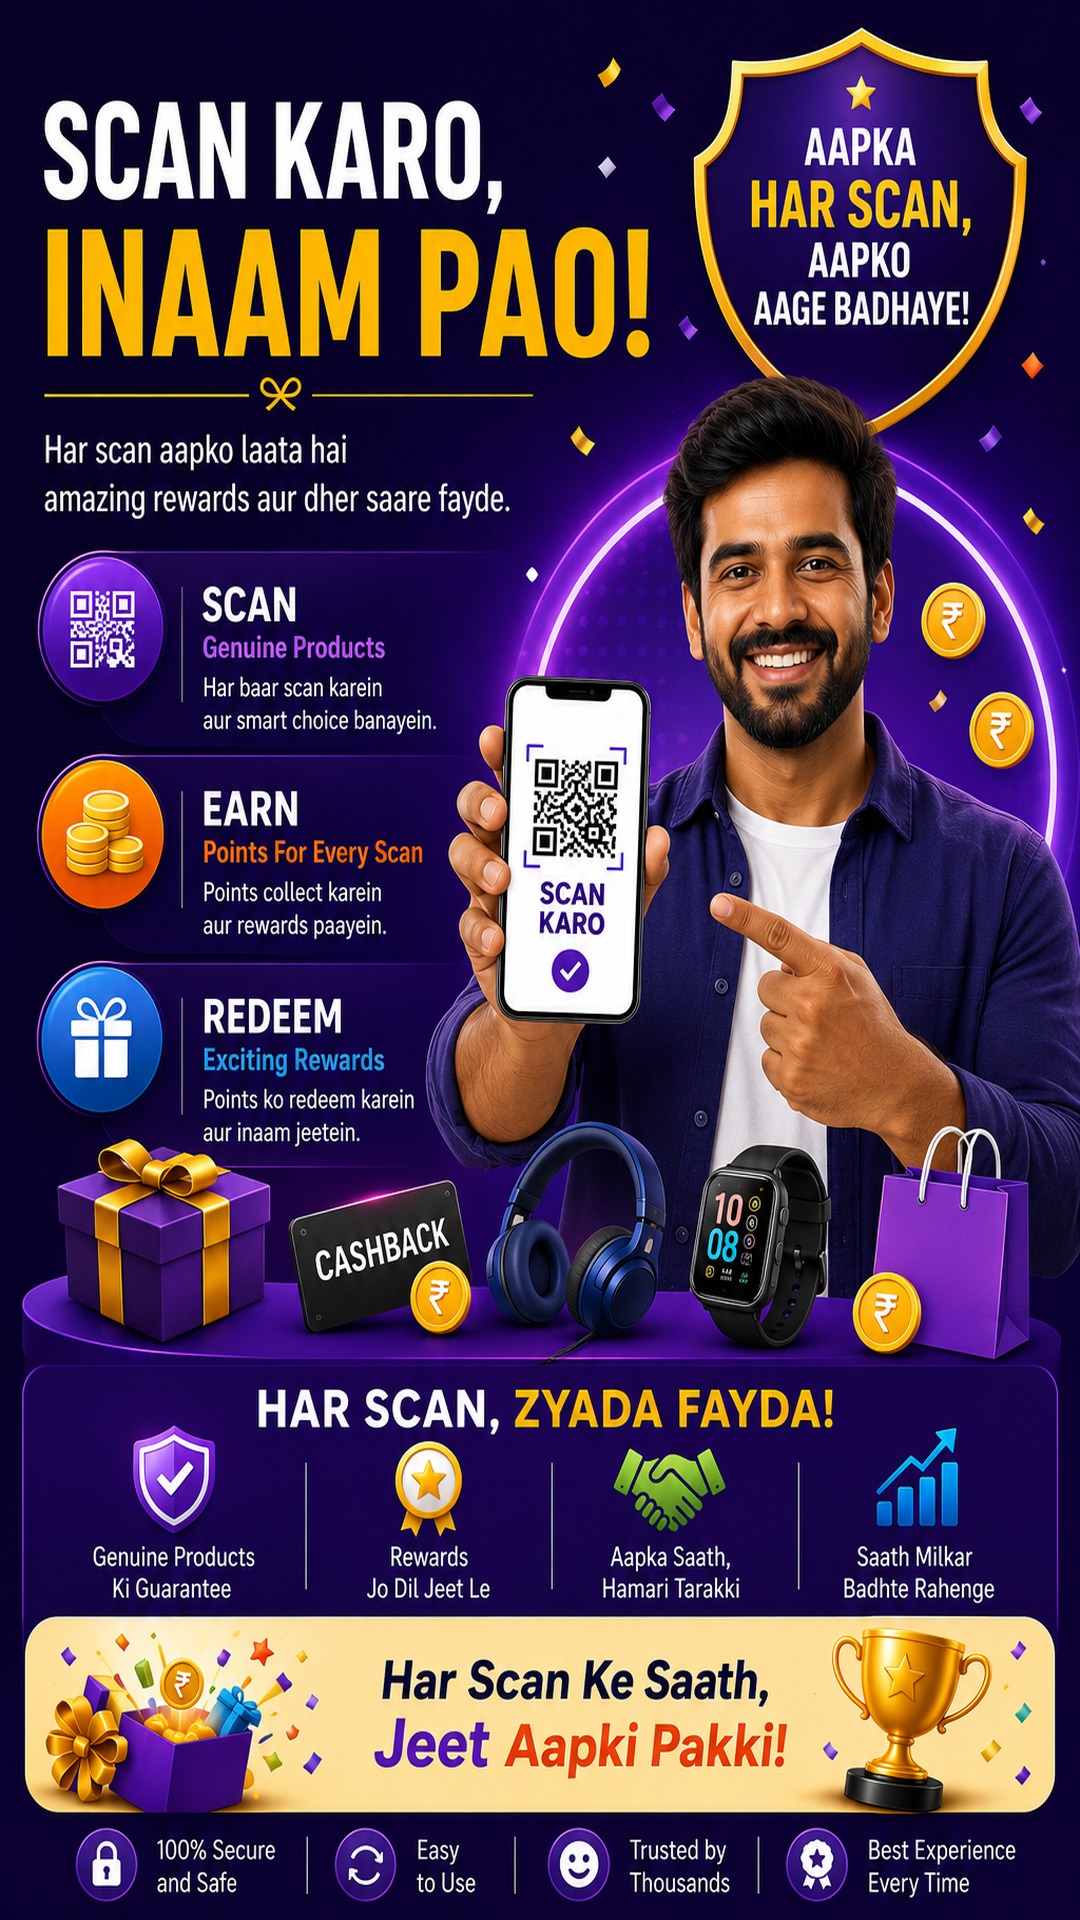 SCAN KARO,
INAAM PAO!
AAPKA
HAR SCAN,
AAPKO
AAGE BADHAYE!
Har scan aapko laata hai
amazing rewards aur dher saare fayde.
SCAN
Genuine Products
Har baar scan karein
aur smart choice banayein.
EARN
Points For Every Scan
Points collect karein
aur rewards paayein.
REDEEM
Exciting Rewards
Points ko redeem karein
aur inaam jeetein.
SCAN
KARO
₹
₹
CASHBACK
₹
10
08
₹
HAR SCAN, ZYADA FAYDA!
Genuine Products
Ki Guarantee
Rewards
Jo Dil Jeet Le
Aapka Saath,
Hamari Tarakki
Saath Milkar
Badhte Rahenge
₹
Har Scan Ke Saath,
Jeet Aapki Pakki!
100% Secure
and Safe
Easy
to Use
Trusted by
Thousands
Best Experience
Every Time